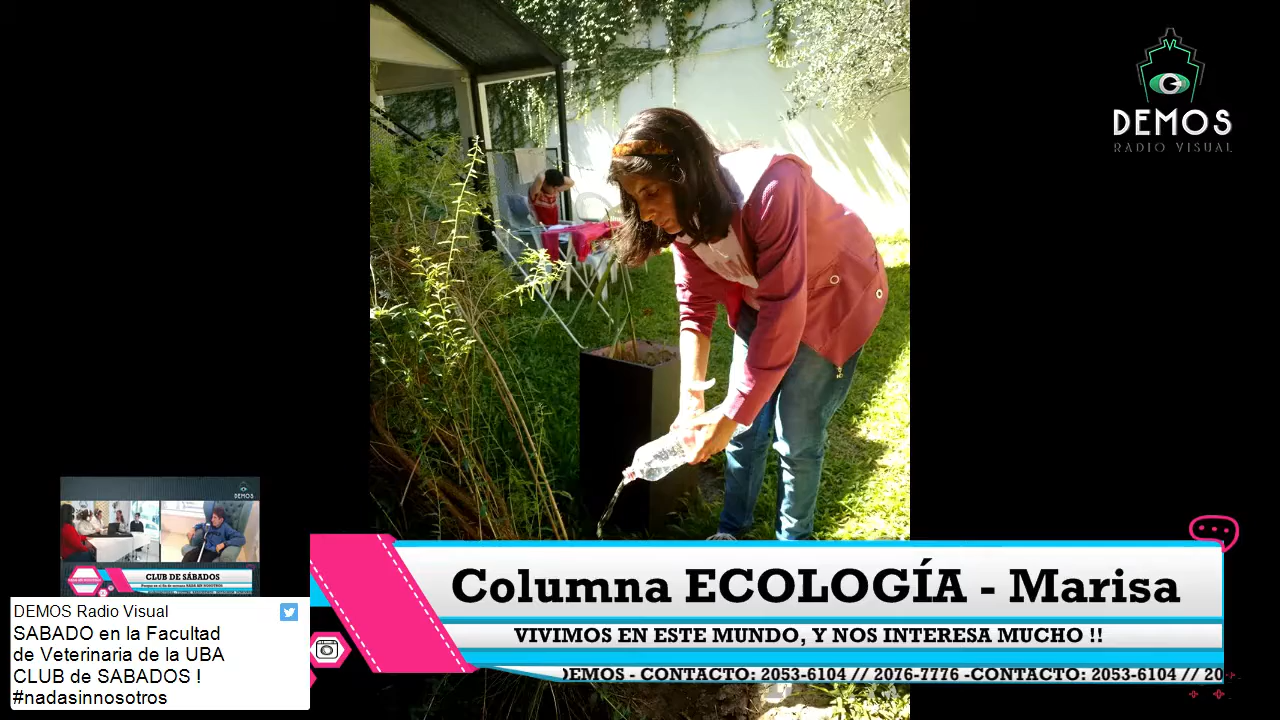 DEMOS
RADIO VISUAL
DEMOS
CLUB DE SÁBADOS
DEMOS Radio Visual
SABADO en la Facultad
de Veterinaria de la UBA
CLUB de SABADOS !
#nadasinnosotros
Columna ECOLOGÍA - Marisa
VIVIMOS EN ESTE MUNDO, Y NOS INTERESA MUCHO !!
DEMOS - CONTACTO: 2053-6104 // 2076-7776 -CONTACTO: 2053-6104 // 20